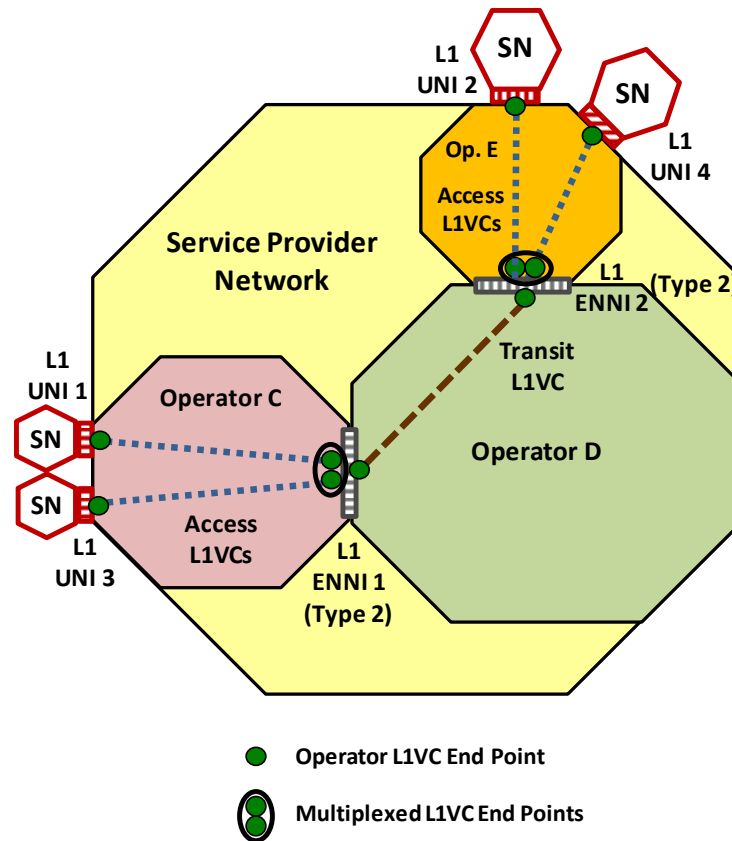 SN
L1
UNI 2
SN
L1
UNI 4
Op. E
Access
L1VCs
Service Provider
Network
L1
ENNI 2
(Type 2)
Transit
L1VC
L1
UNI 1
Operator C
SN
Operator D
SN
Access
L1VCs
L1
UNI 3
L1
ENNI 1
(Type 2)
Operator L1VC End Point
Multiplexed L1VC End Points